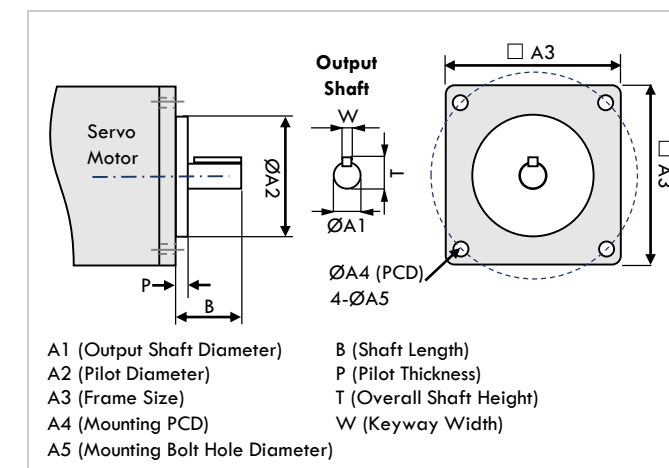 □ A3
Output
Shaft
W
Servo
Motor
ØA2
T
□ A3
ØA1
P
B
ØA4 (PCD)
4-ØA5
A1 (Output Shaft Diameter)
A2 (Pilot Diameter)
A3 (Frame Size)
A4 (Mounting PCD)
A5 (Mounting Bolt Hole Diameter)
B (Shaft Length)
P (Pilot Thickness)
T (Overall Shaft Height)
W (Keyway Width)